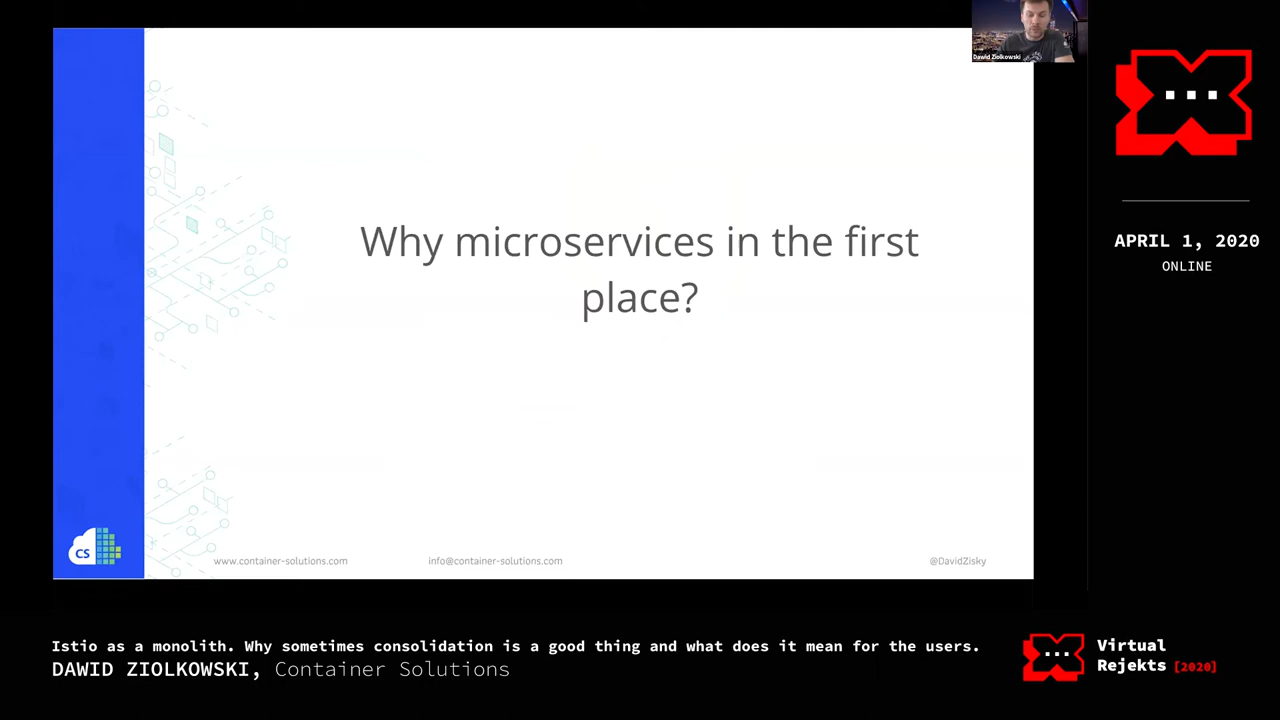 Dawid Ziolkowski
Why microservices in the first
place?
CS
www.container-solutions.com
info@container-solutions.com
@DavidZisky
APRIL 1, 2020
ONLINE
Istio as a monolith. Why sometimes consolidation is a good thing and what does it mean for the users.
DAWID ZIOLKOWSKI, Container Solutions
Virtual
Rejekts [2020]